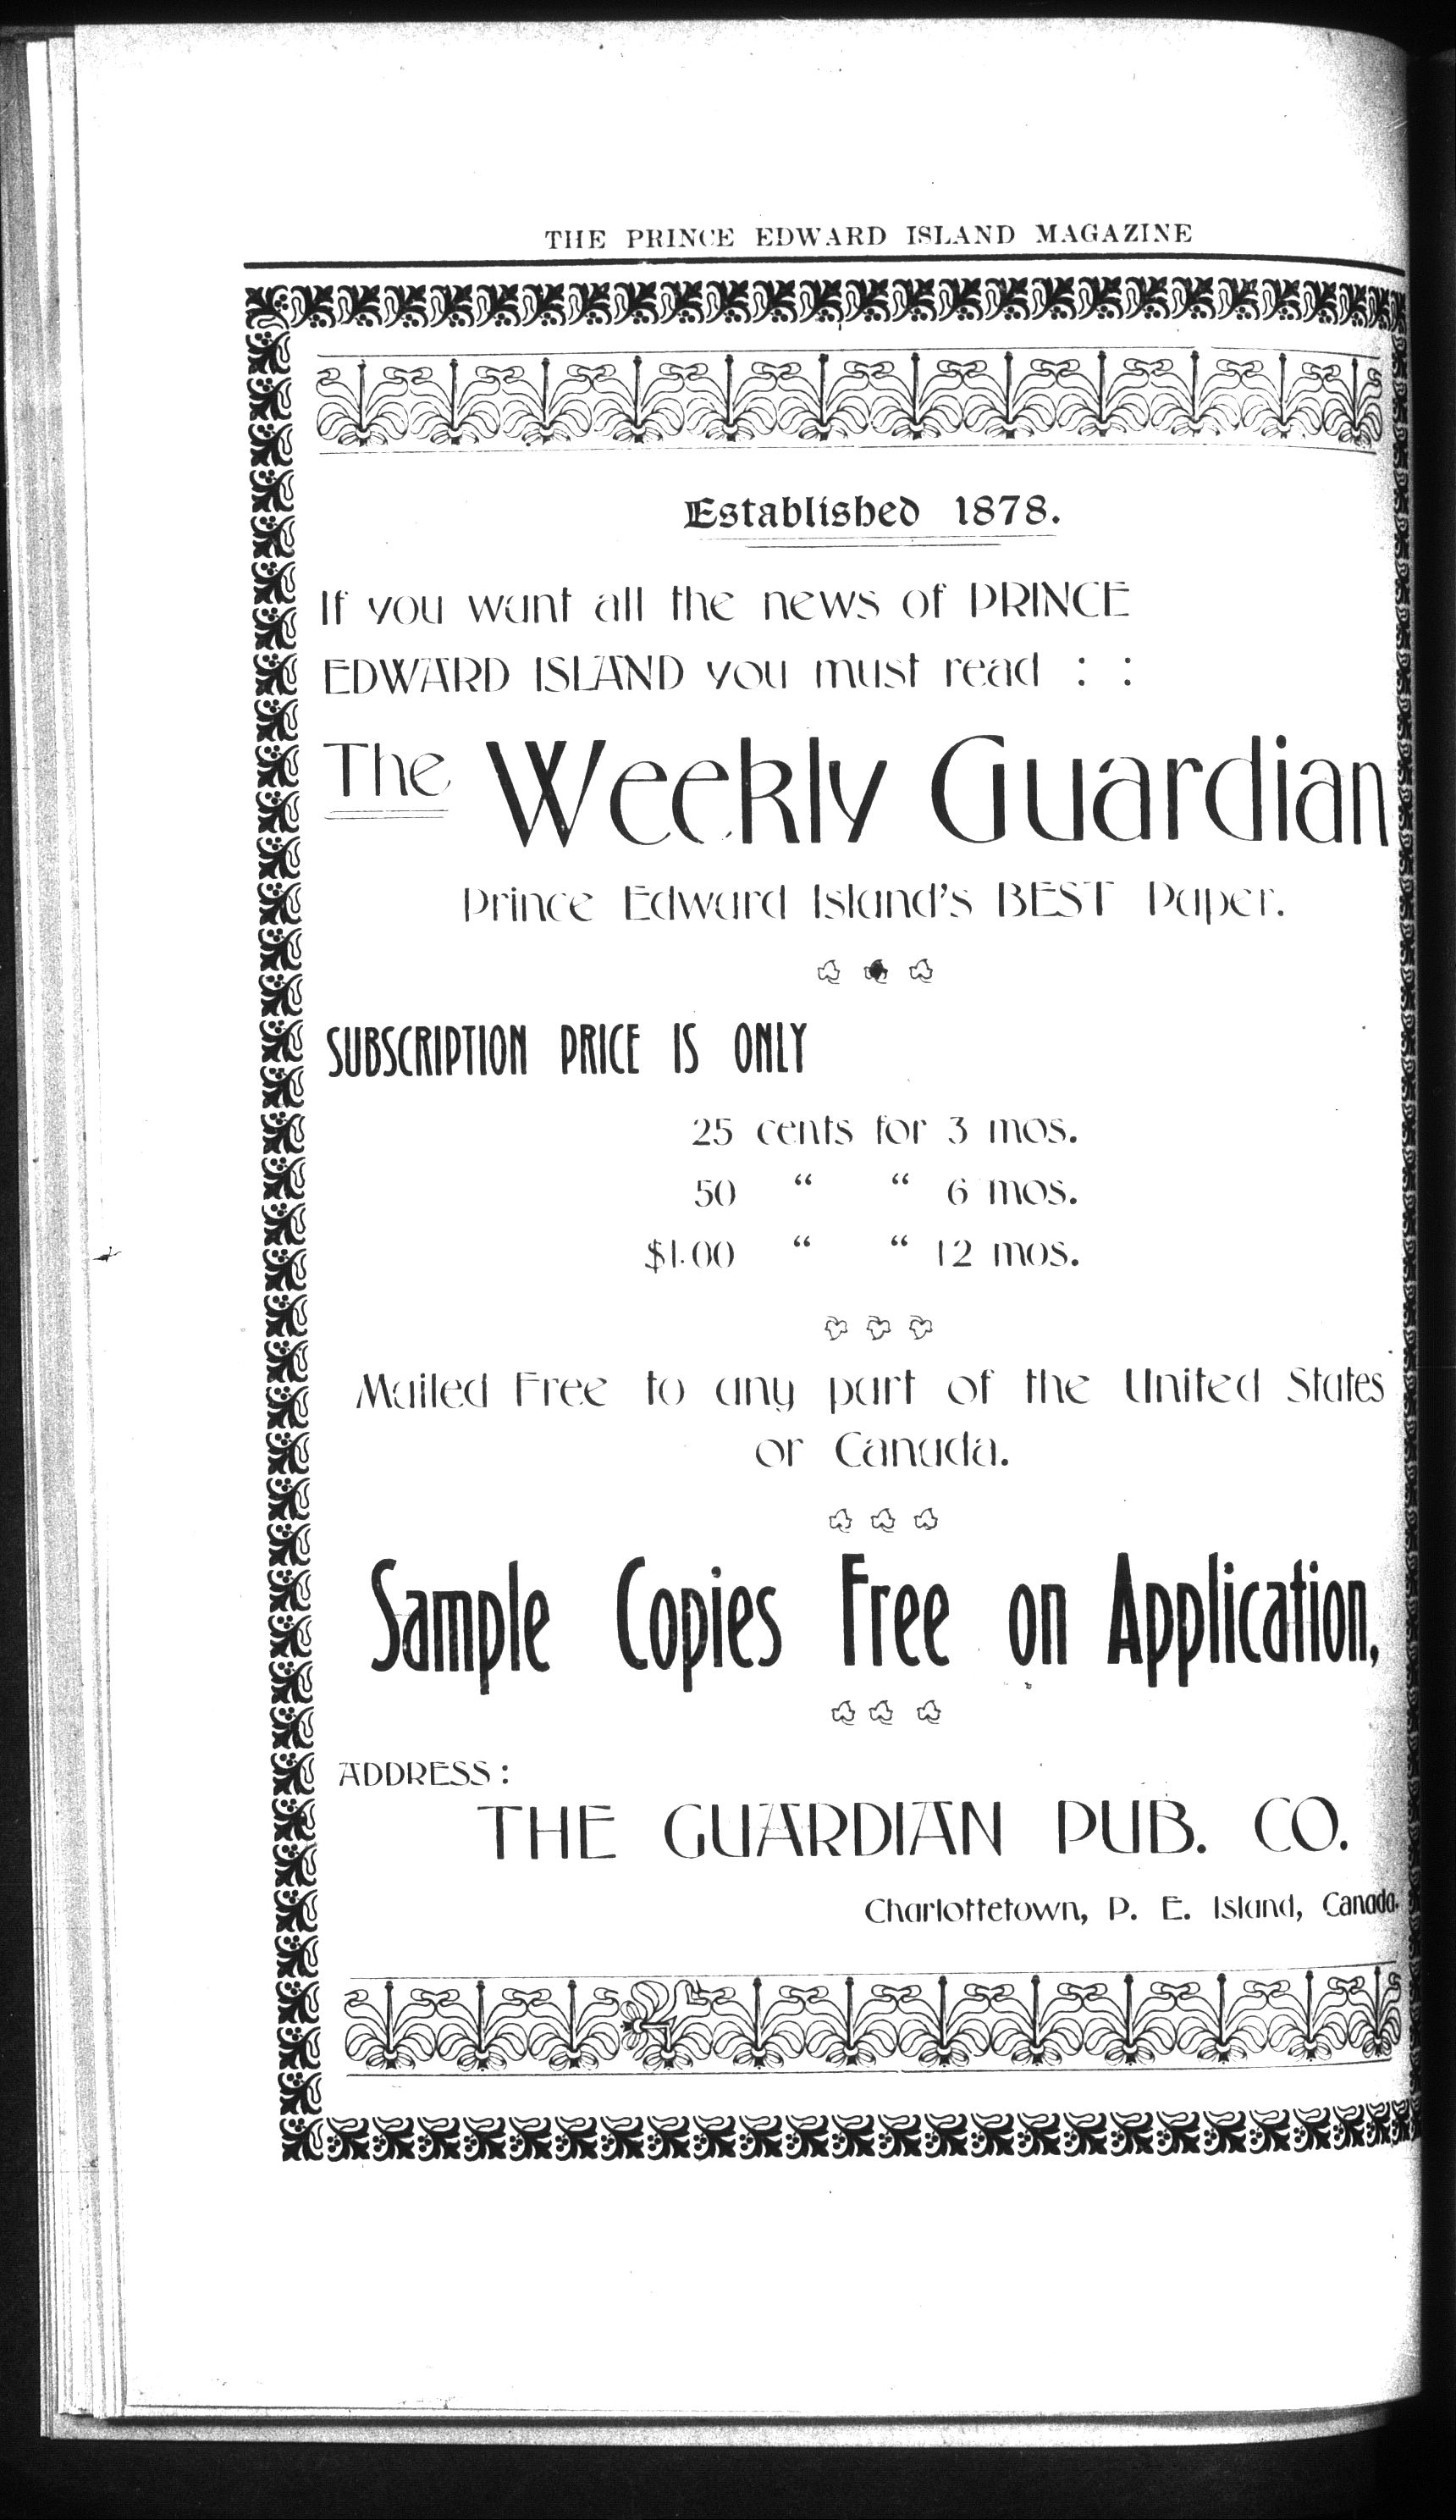 THE PRINCE EDWARD ISLAND MAGAZINE
Established 1878.
If you want all the news of PRINCE
EDWARD ISLAND you must read : :
The Weekly Guardian
Prince Edward Island's BEST Paper.
SUBSCRIPTION PRICE IS ONLY
25 cents for 3 mos.
50 “ “ 6 mos.
$1.00 “ “ 12 mos.
Mailed Free to any part of the United States
or Canada.
Sample Copies Free on Application,
ADDRESS :
THE GUARDIAN PUB. CO.
Charlottetown, P. E. Island, Canada.